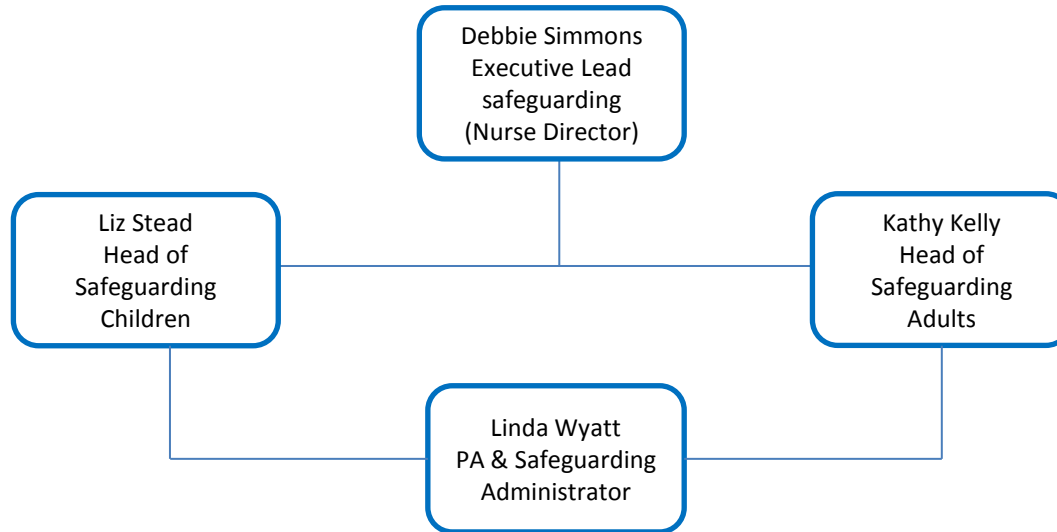 Debbie Simmons
Executive Lead
safeguarding
(Nurse Director)
Liz Stead
Head of
Safeguarding
Children
Kathy Kelly
Head of
Safeguarding
Adults
Linda Wyatt
PA & Safeguarding
Administrator